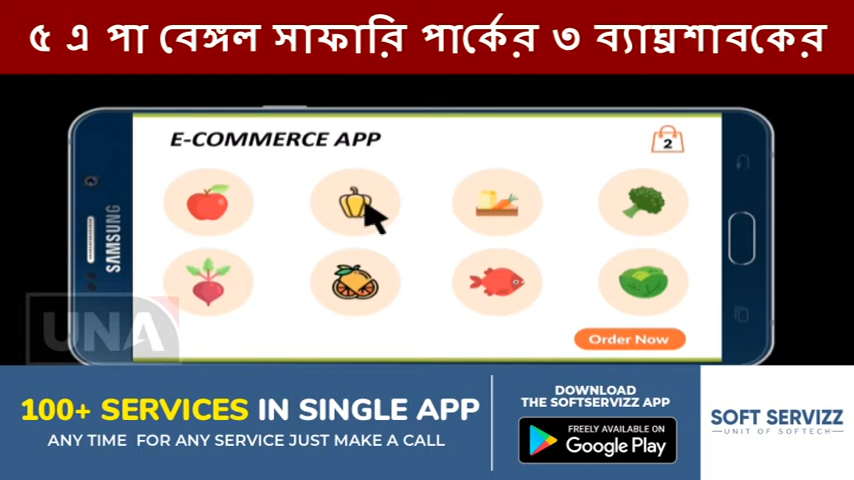 ৫ এ পা বেঙ্গল সাফারি পার্কের ৩ ব্যাঘ্রশাবকের
E-COMMERCE APP
2
SAMSUNG
Order Now
UNA
100+ SERVICES IN SINGLE APP
ANY TIME FOR ANY SERVICE JUST MAKE A CALL
DOWNLOAD
THE SOFTSERVIZZ APP
FREELY AVAILABLE ON
Google Play
SOFT SERVIZZ
UNIT OF SOFTECH